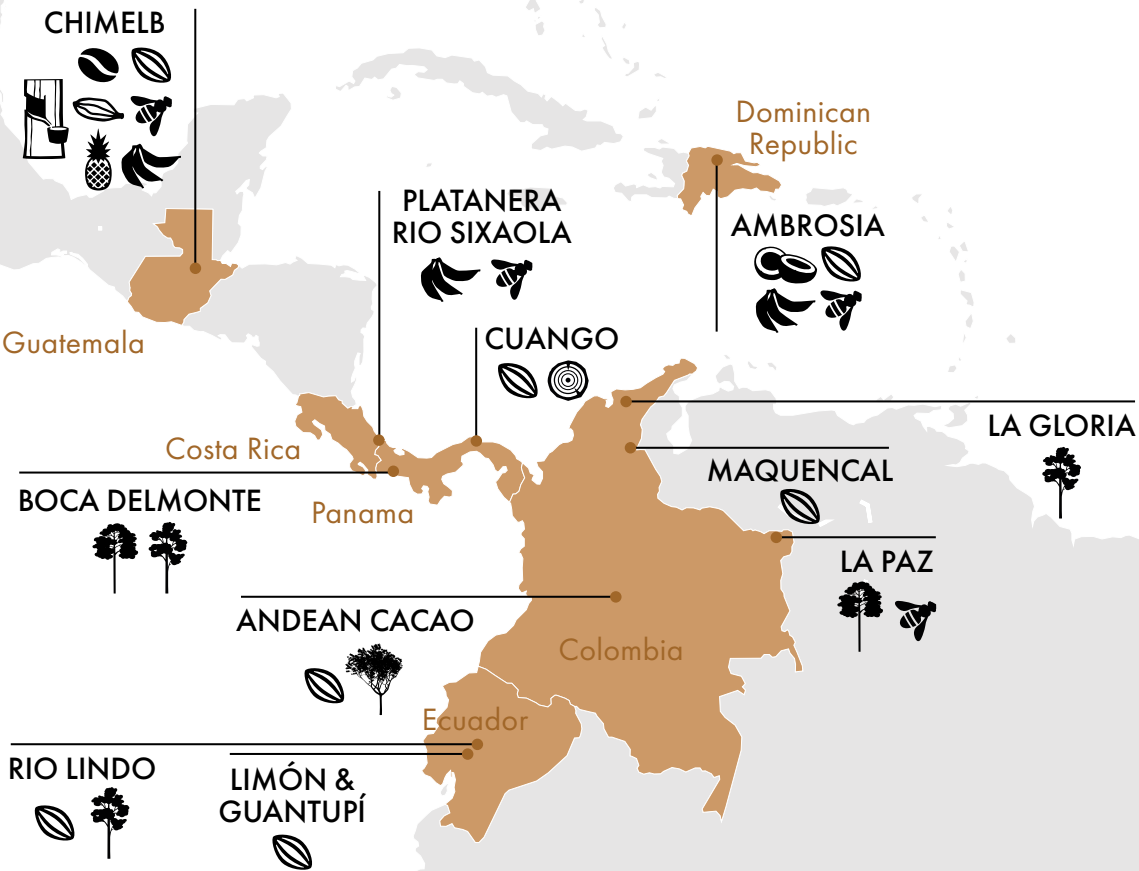 CHIMELB
Dominican
Republic
PLATANERA
RIO SIXAOLA
AMBROSIA
Guatemala
CUANGO
LA GLORIA
Costa Rica
MAQUENCAL
BOCA DELMONTE
Panama
LA PAZ
ANDEAN CACAO
Colombia
Ecuador
RIO LINDO
LIMÓN &
GUANTUPÍ